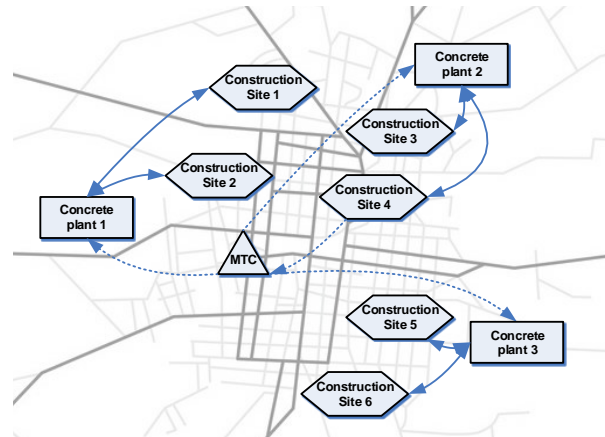 Concrete
plant 2
Construction
Site 1
Construction
Site 3
Construction
Site 2
Construction
Site 4
Concrete
plant 1
MTC
Construction
Site 5
Concrete
plant 3
Construction
Site 6